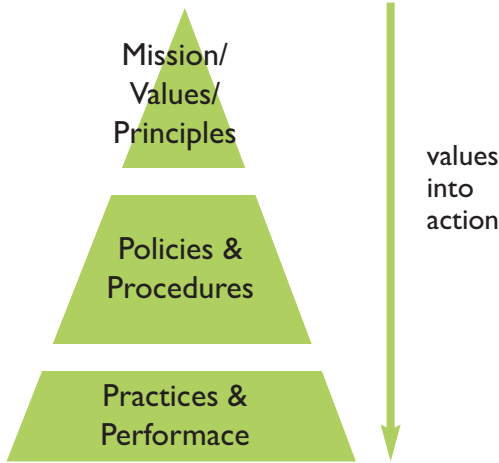 Mission/
Values/
Principles
values
into
action
Policies &
Procedures
Practices &
Performace